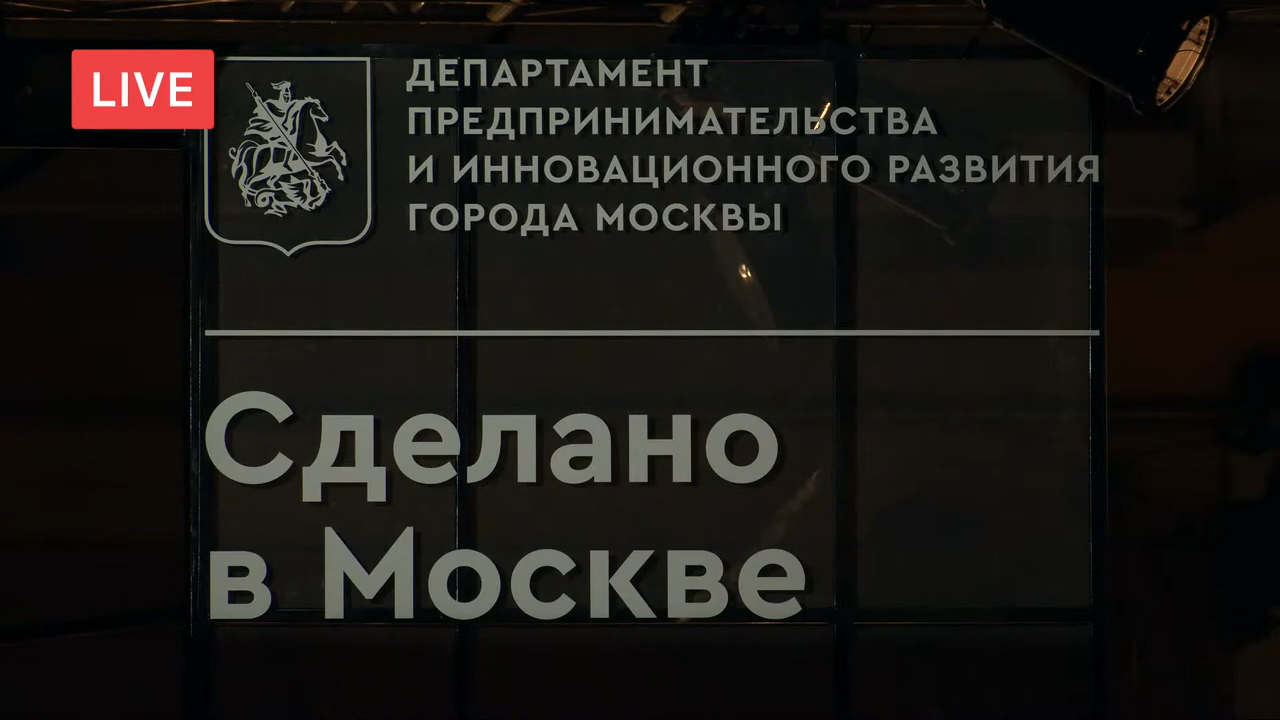 LIVE
ДЕПАРТАМЕНТ
ПРЕДПРИНИМАТЕЛЬСТВА
И ИННОВАЦИОННОГО РАЗВИТИЯ
ГОРОДА МОСКВЫ
Сделано
в Москве